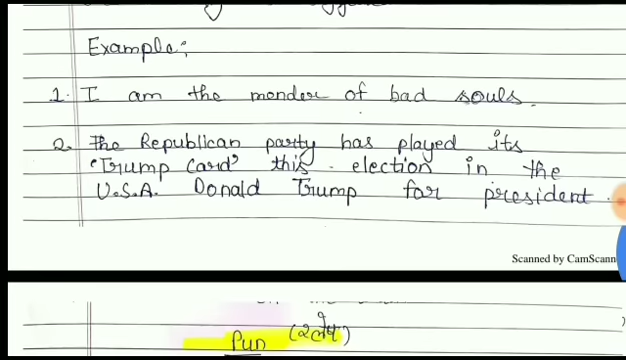 Example:
1. I am the mender of bad souls.
2. The Republican party has played its
'Trump Card' this election in the
U.S.A. Donald Trump for president.
Scanned by CamScann
Pun (श्लेष)